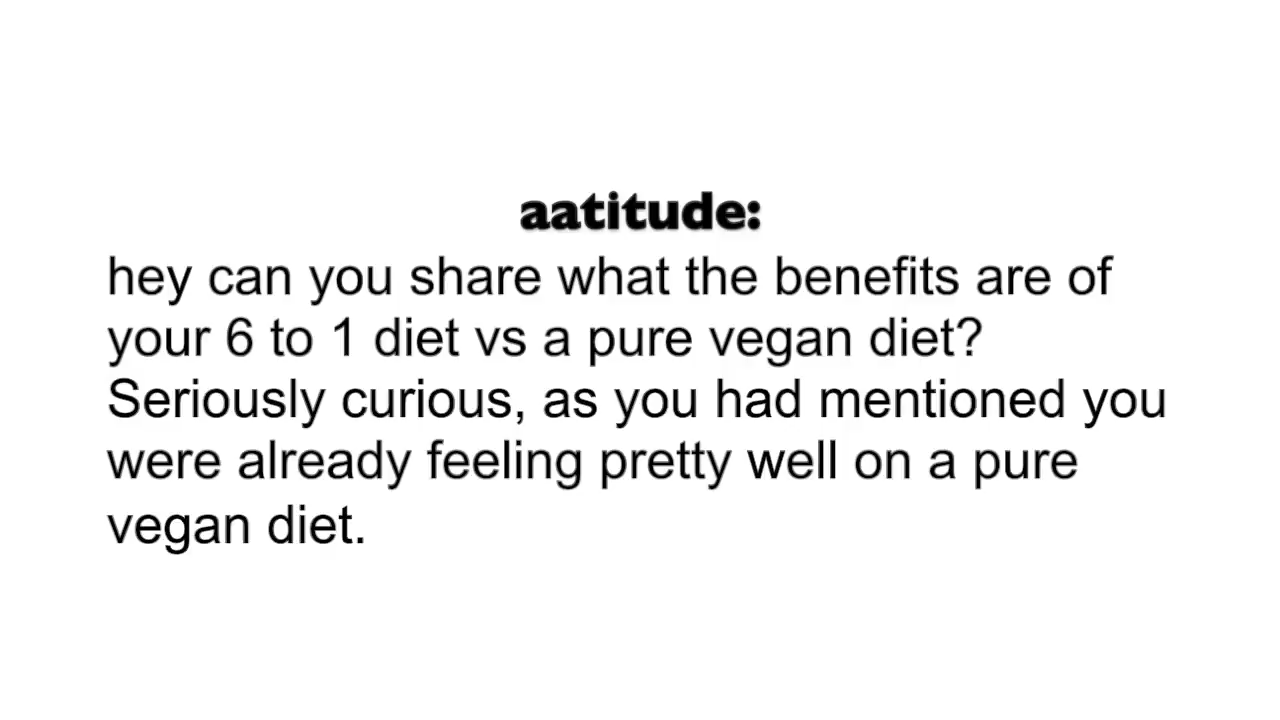 aatitude:
hey can you share what the benefits are of
your 6 to 1 diet vs a pure vegan diet?
Seriously curious, as you had mentioned you
were already feeling pretty well on a pure
vegan diet.